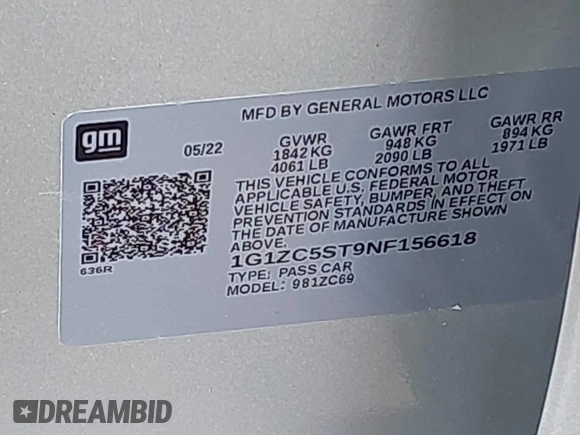 MFD BY GENERAL MOTORS LLC
gm
05/22
GVWR GAWR FRT GAWR RR
1842 KG 948 KG 894 KG
4061 LB 2090 LB 1971 LB
THIS VEHICLE CONFORMS TO ALL
APPLICABLE U.S. FEDERAL MOTOR
VEHICLE SAFETY, BUMPER, AND THEFT
PREVENTION STANDARDS IN EFFECT ON
THE DATE OF MANUFACTURE SHOWN
ABOVE.
636R
1G1ZC5ST9NF156618
TYPE: PASS CAR
MODEL: 981ZC69
DREAMBID